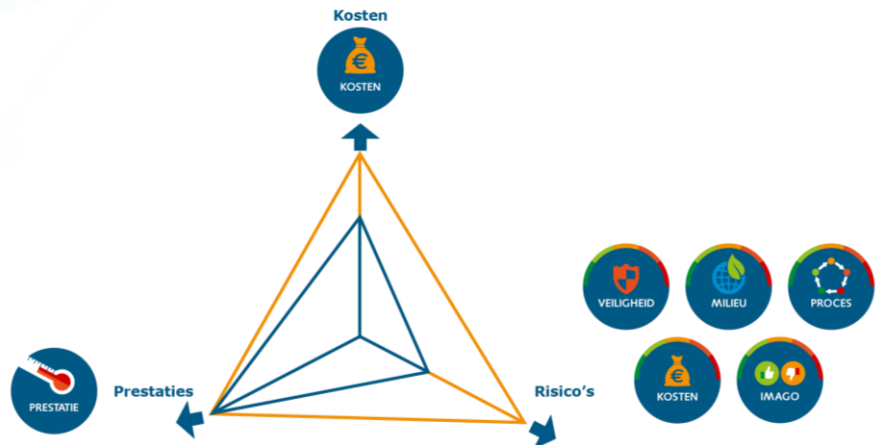 Kosten
€
KOSTEN
VEILIGHEID
MILIEU
PROCES
Prestaties
Risico's
PRESTATIE
€
KOSTEN
IMAGO